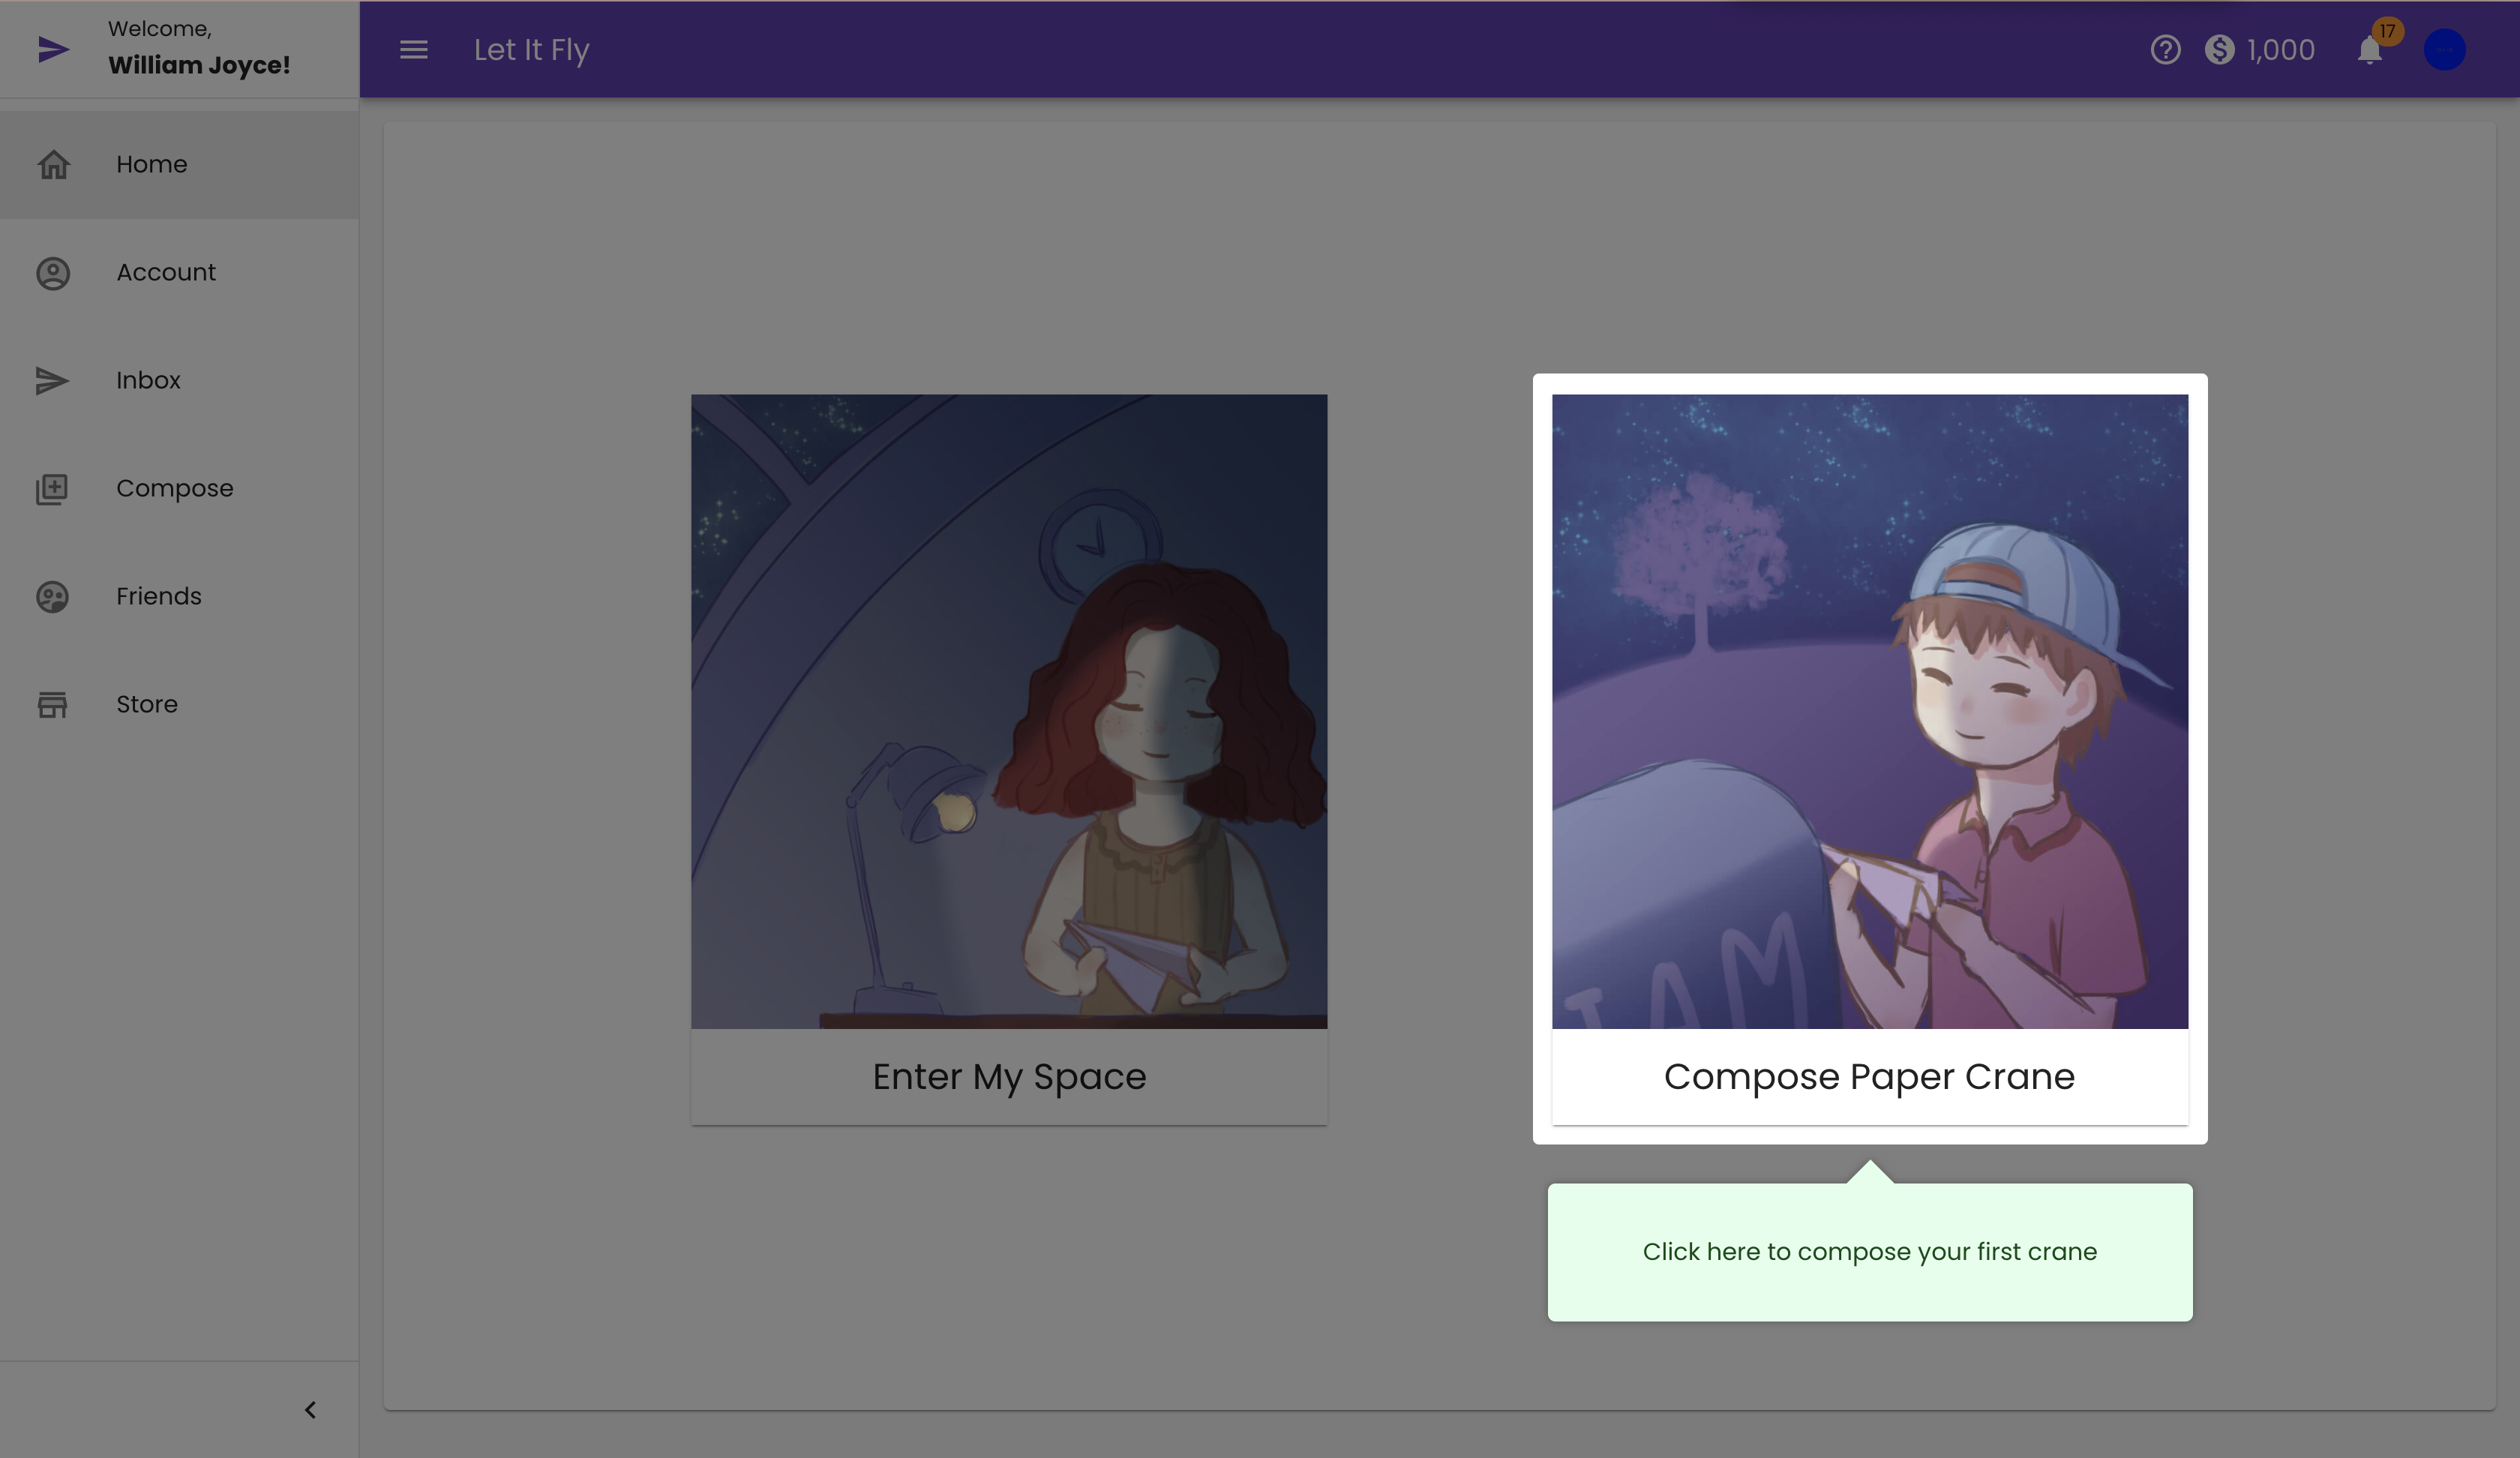 Welcome,
William Joyce!
Let It Fly
1,000
17
Home
Account
Inbox
Compose
Friends
Store
I AM
Enter My Space
Compose Paper Crane
Click here to compose your first crane